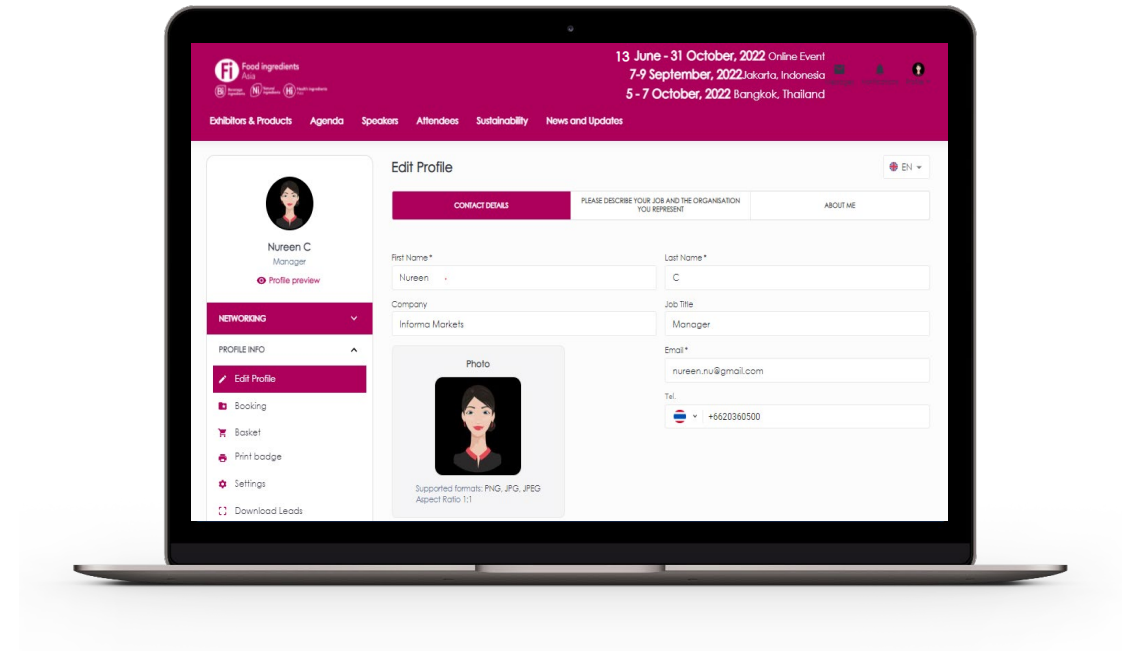 Fi Food ingredients
Asia
Bi Ni Hi
13 June - 31 October, 2022 Online Event
7-9 September, 2022 Jakarta, Indonesia
5 - 7 October, 2022 Bangkok, Thailand
Exhibitors & Products Agenda Speakers Attendees Sustainability News and Updates
Nureen C
Manager
Profile preview
NETWORKING
PROFILE INFO
Edit Profile
Booking
Basket
Print badge
Settings
Download Leads
Edit Profile
EN
CONTACT DETAILS
PLEASE DESCRIBE YOUR JOB AND THE ORGANISATION
YOU REPRESENT
ABOUT ME
First Name *
Nureen
Last Name *
C
Company
Informa Markets
Job Title
Manager
Photo
Supported formats: PNG, JPG, JPEG
Aspect Ratio 1:1
Email *
nureen.nu@gmail.com
Tel.
+6620360500